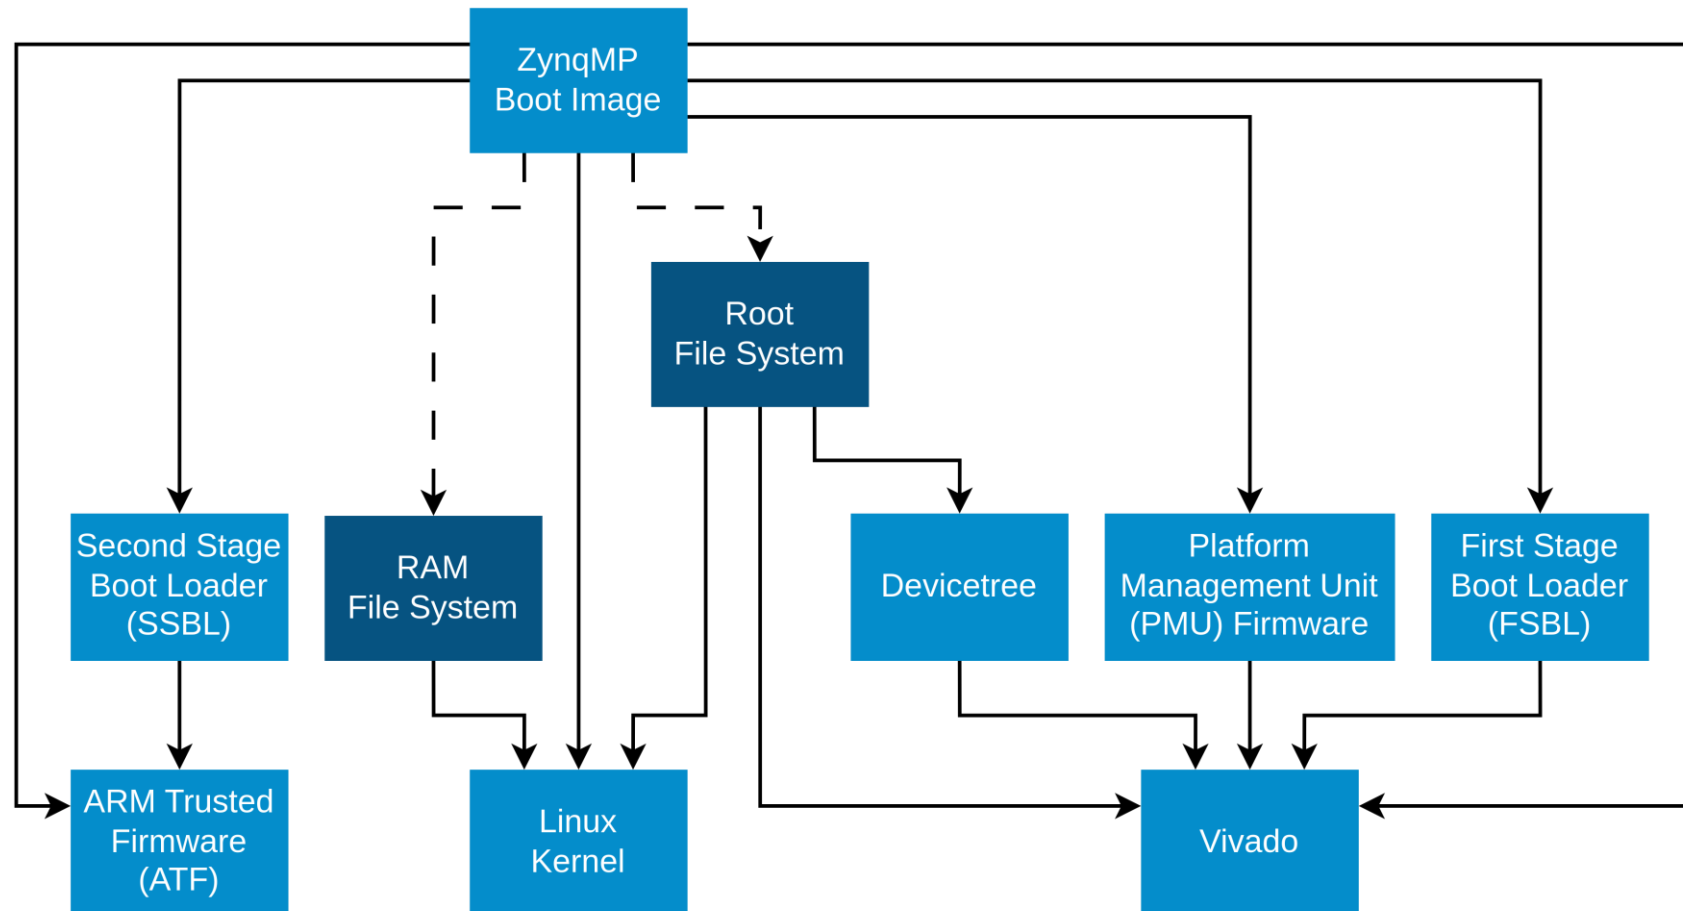 ZynqMP
Boot Image
Root
File System
Second Stage
Boot Loader
(SSBL)
RAM
File System
Devicetree
Platform
Management Unit
(PMU) Firmware
First Stage
Boot Loader
(FSBL)
ARM Trusted
Firmware
(ATF)
Linux
Kernel
Vivado